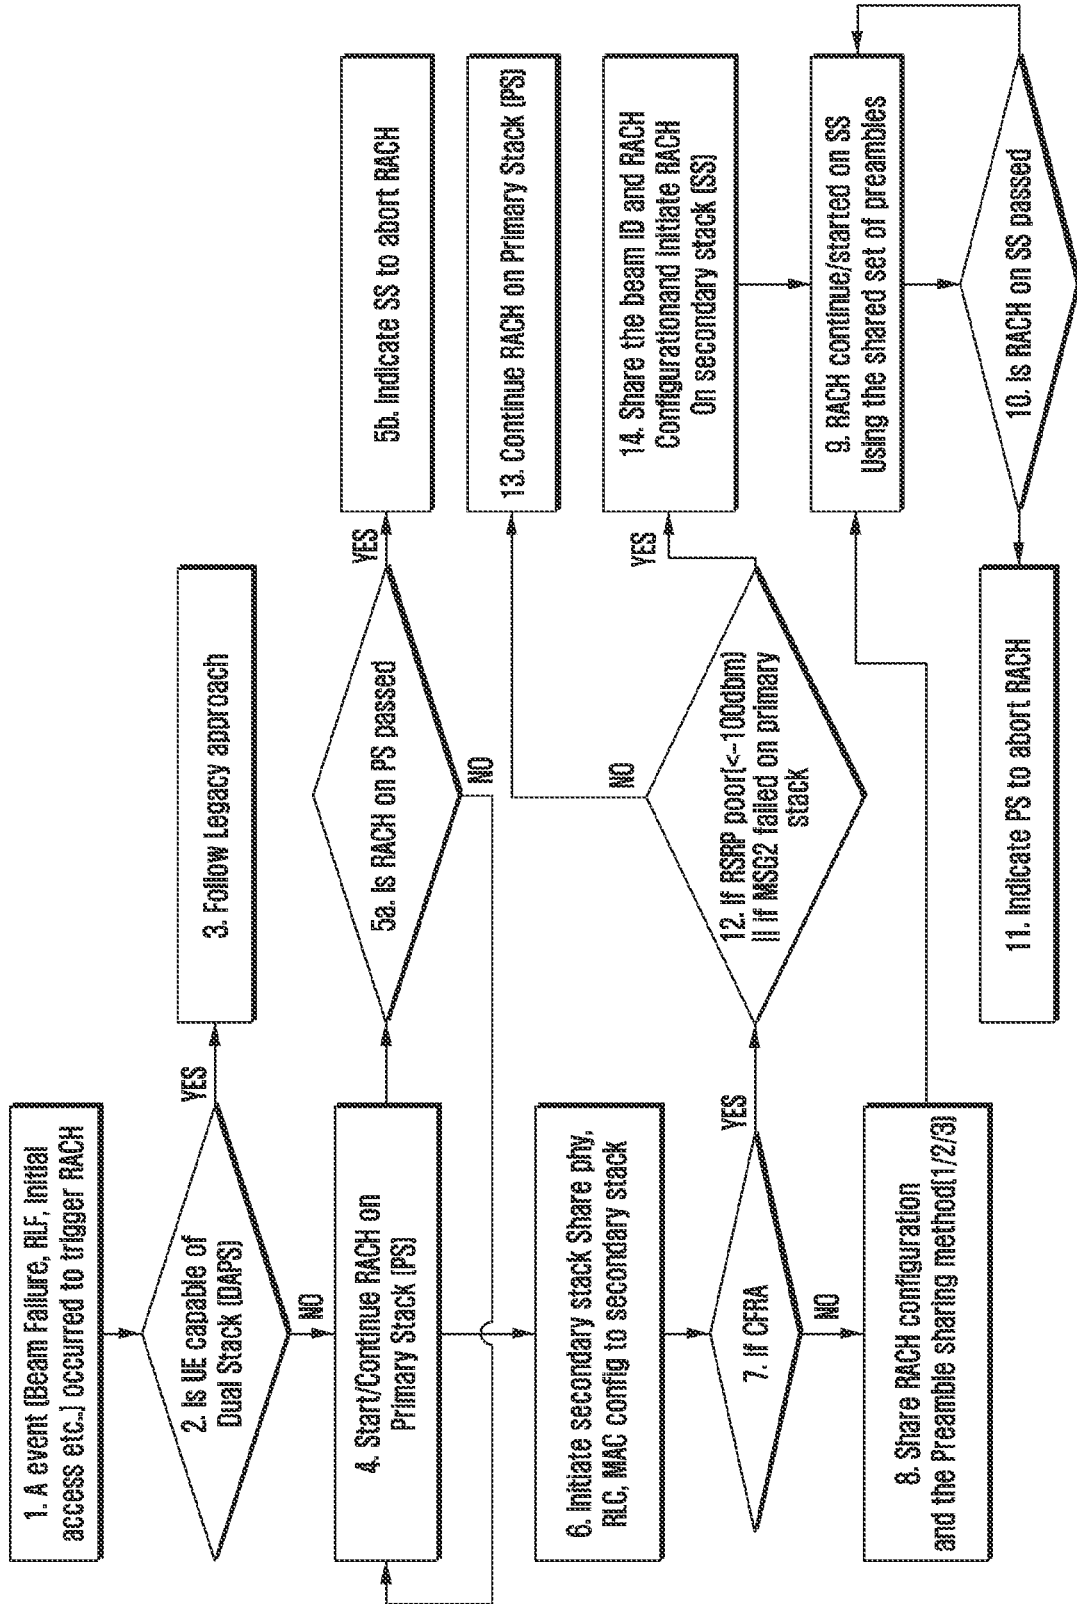 1. A event (Beam Failure, RLF, initial
access etc..) occurred to trigger RACH
2. Is UE capable of
Dual Stack (DAPS)
YES
3. Follow Legacy approach
NO
4. Start/Continue RACH on
Primary Stack (PS)
5a. Is RACH on PS passed
YES
5b. Indicate SS to abort RACH
NO
6. Initiate secondary stack Share phy,
RLC, MAC config to secondary stack
7. If CFRA
YES
NO
8. Share RACH configuration
and the Preamble sharing method(1/2/3)
12. If RSRP poor(<-100dbm)
|| if MSG2 failed on primary
stack
NO
13. Continue RACH on Primary Stack (PS)
YES
14. Share the beam ID and RACH
Configurationand Initiate RACH
On secondary stack (SS)
9. RACH continue/started on SS
Using the shared set of preambles
10. Is RACH on SS passed
11. Indicate PS to abort RACH